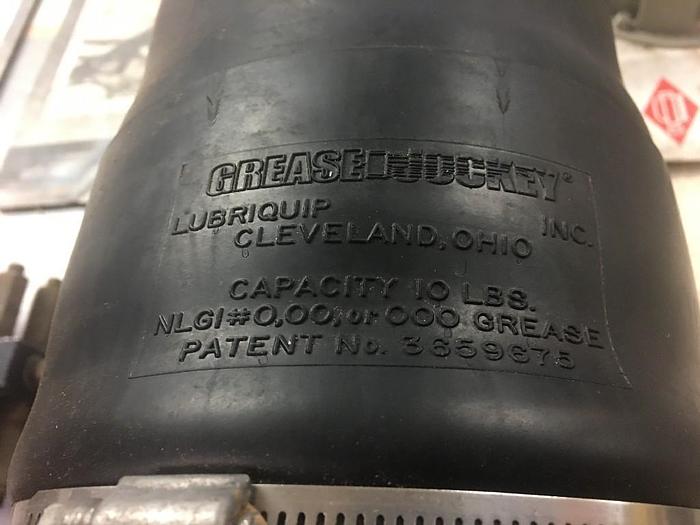 GREASE JOCKEY®
LUBRIQUIP INC.
CLEVELAND, OHIO
CAPACITY 10 LBS.
NLGI #0,00, or 000 GREASE
PATENT No. 3659675